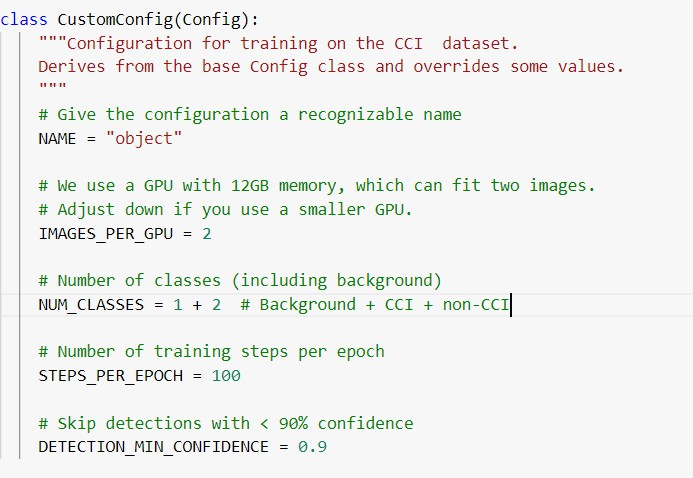 class CustomConfig(Config):
    """Configuration for training on the CCI  dataset.
    Derives from the base Config class and overrides some values.
    """
    # Give the configuration a recognizable name
    NAME = "object"

    # We use a GPU with 12GB memory, which can fit two images.
    # Adjust down if you use a smaller GPU.
    IMAGES_PER_GPU = 2

    # Number of classes (including background)
    NUM_CLASSES = 1 + 2  # Background + CCI + non-CCI

    # Number of training steps per epoch
    STEPS_PER_EPOCH = 100

    # Skip detections with < 90% confidence
    DETECTION_MIN_CONFIDENCE = 0.9